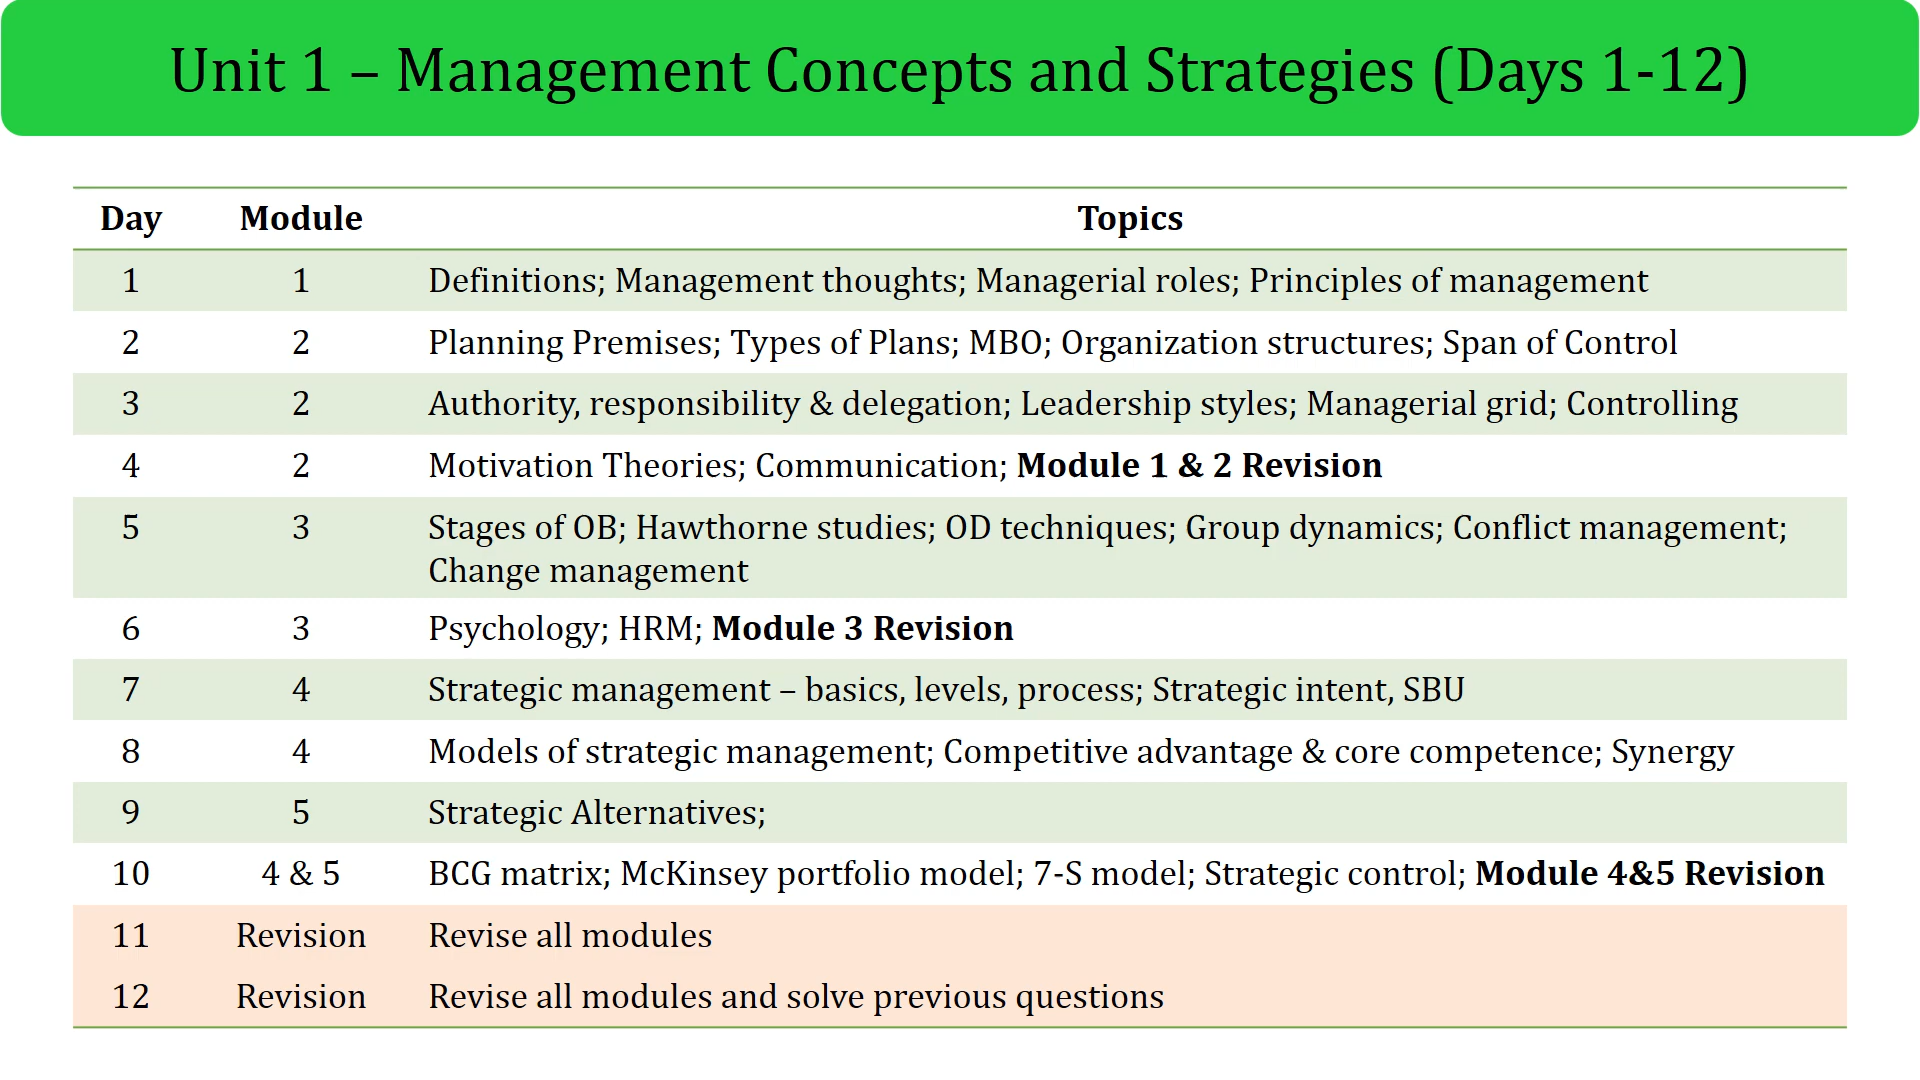 Unit 1 – Management Concepts and Strategies (Days 1-12)
Day Module Topics
1 1 Definitions; Management thoughts; Managerial roles; Principles of management
2 2 Planning Premises; Types of Plans; MBO; Organization structures; Span of Control
3 2 Authority, responsibility & delegation; Leadership styles; Managerial grid; Controlling
4 2 Motivation Theories; Communication; Module 1 & 2 Revision
5 3 Stages of OB; Hawthorne studies; OD techniques; Group dynamics; Conflict management;
Change management
6 3 Psychology; HRM; Module 3 Revision
7 4 Strategic management – basics, levels, process; Strategic intent, SBU
8 4 Models of strategic management; Competitive advantage & core competence; Synergy
9 5 Strategic Alternatives;
10 4 & 5 BCG matrix; McKinsey portfolio model; 7-S model; Strategic control; Module 4&5 Revision
11 Revision Revise all modules
12 Revision Revise all modules and solve previous questions